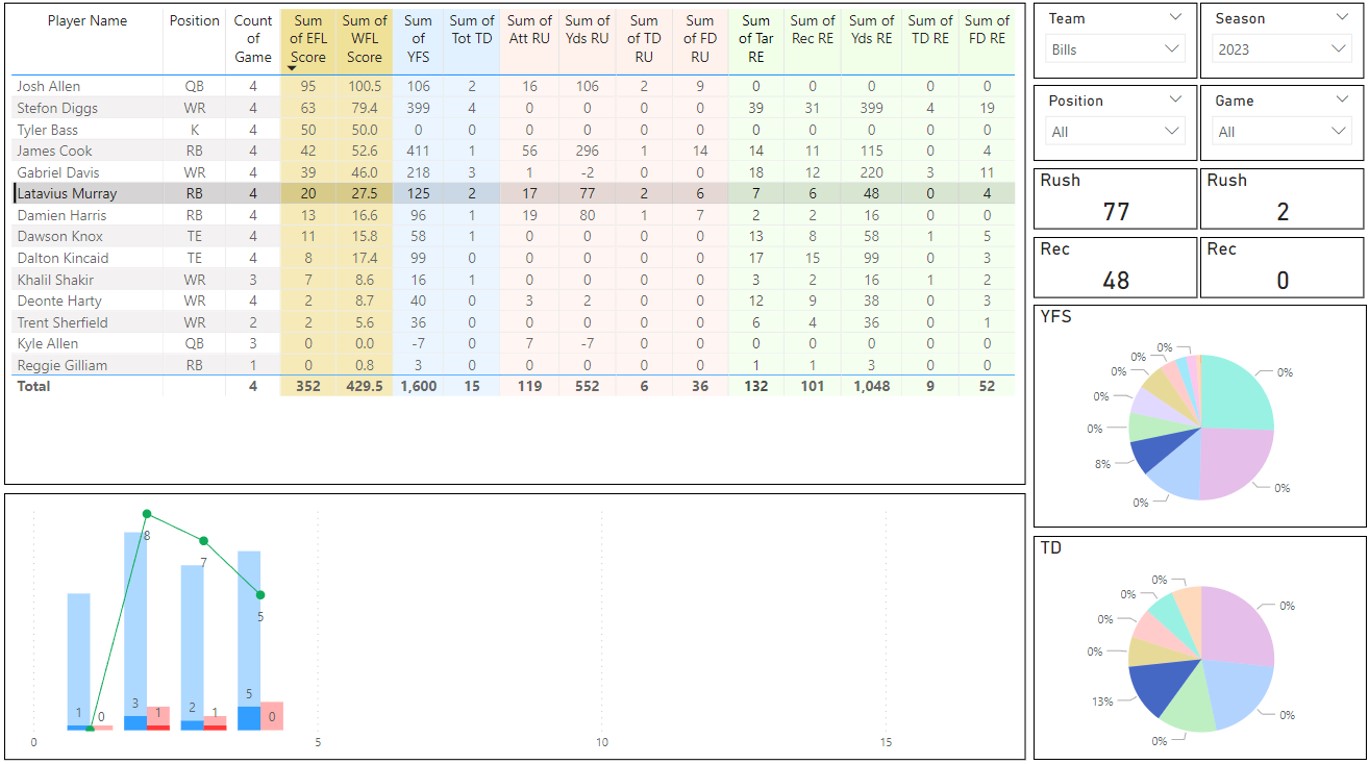 Player Name Position Count of Game Sum of EFL Score Sum of WFL Score Sum of YFS Sum of Tot TD Sum of Att RU Sum of Yds RU Sum of TD RU Sum of FD RU Sum of Tar RE Sum of Rec RE Sum of Yds RE Sum of TD RE Sum of FD RE
Josh Allen QB 4 95 100.5 106 2 16 106 2 9 0 0 0 0 0
Stefon Diggs WR 4 63 79.4 399 4 0 0 0 0 39 31 399 4 19
Tyler Bass K 4 50 50.0 0 0 0 0 0 0 0 0 0 0 0
James Cook RB 4 42 52.6 411 1 56 296 1 14 14 11 115 0 4
Gabriel Davis WR 4 39 46.0 218 3 1 -2 0 0 18 12 220 3 11
Latavius Murray RB 4 20 27.5 125 2 17 77 2 6 7 6 48 0 4
Damien Harris RB 4 13 16.6 96 1 19 80 1 7 2 2 16 0 0
Dawson Knox TE 4 11 15.8 58 1 0 0 0 0 13 8 58 1 5
Dalton Kincaid TE 4 8 17.4 99 0 0 0 0 0 17 15 99 0 3
Khalil Shakir WR 3 7 8.6 16 1 0 0 0 0 3 2 16 1 2
Deonte Harty WR 4 2 8.7 40 0 3 2 0 0 12 9 38 0 3
Trent Sherfield WR 2 2 5.6 36 0 0 0 0 0 6 4 36 0 1
Kyle Allen QB 3 0 0.0 -7 0 7 -7 0 0 0 0 0 0 0
Reggie Gilliam RB 1 0 0.8 3 0 0 0 0 0 1 1 3 0 0
Total 4 352 429.5 1,600 15 119 552 6 36 132 101 1,048 9 52
Team
Bills
Season
2023
Position
All
Game
All
Rush
77
Rush
2
Rec
48
Rec
0
YFS
0%
0%
0%
0%
0%
0%
0%
8%
0%
TD
0%
0%
0%
0%
0%
13%
0%
0%
8
7
5
1 0
3 1
2 1
5 0
0 5 10 15